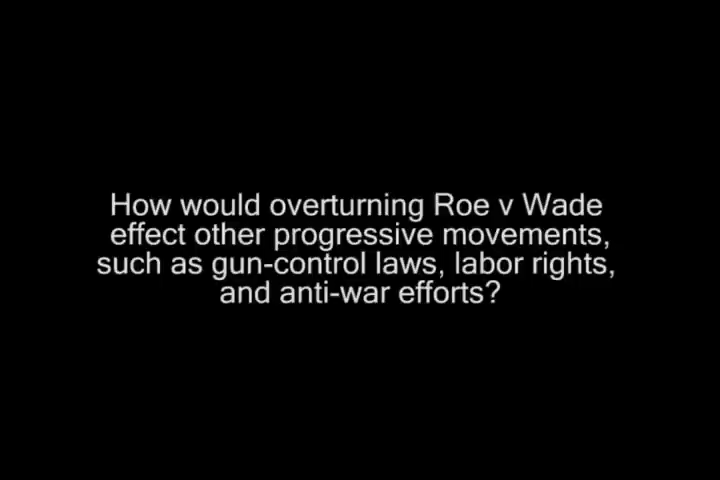 How would overturning Roe v Wade
effect other progressive movements,
such as gun-control laws, labor rights,
and anti-war efforts?